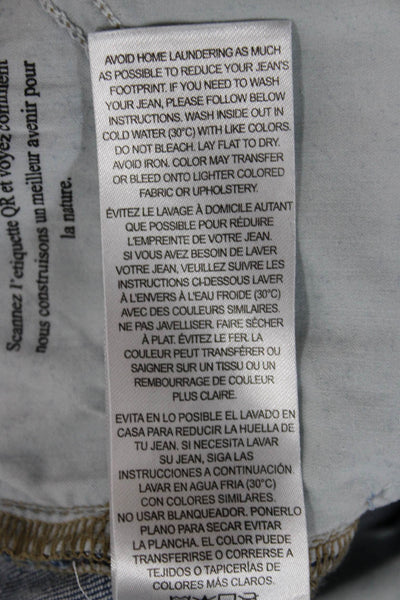 Scannez l'etiquette QR et voyez comment
nous construisons un meilleur avenir pour
la nature.
AVOID HOME LAUNDERING AS MUCH
AS POSSIBLE TO REDUCE YOUR JEAN'S
FOOTPRINT. IF YOU NEED TO WASH
YOUR JEAN, PLEASE FOLLOW BELOW
INSTRUCTIONS. WASH INSIDE OUT IN
COLD WATER (30°C) WITH LIKE COLORS.
DO NOT BLEACH. LAY FLAT TO DRY.
AVOID IRON. COLOR MAY TRANSFER
OR BLEED ONTO LIGHTER COLORED
FABRIC OR UPHOLSTERY.
ÉVITEZ LE LAVAGE À DOMICILE AUTANT
QUE POSSIBLE POUR RÉDUIRE
L'EMPREINTE DE VOTRE JEAN.
SI VOUS AVEZ BESOIN DE LAVER
VOTRE JEAN, VEUILLEZ SUIVRE LES
INSTRUCTIONS CI-DESSOUS LAVER
À L'ENVERS À L'EAU FROIDE (30°C)
AVEC DES COULEURS SIMILAIRES.
NE PAS JAVELLISER. FAIRE SÉCHER
À PLAT. ÉVITEZ LE FER. LA
COULEUR PEUT TRANSFÉRER OU
SAIGNER SUR UN TISSU OU UN
REMBOURRAGE DE COULEUR
PLUS CLAIRE.
EVITA EN LO POSIBLE EL LAVADO EN
CASA PARA REDUCIR LA HUELLA DE
TU JEAN. SI NECESITA LAVAR
SU JEAN, SIGA LAS
INSTRUCCIONES A CONTINUACIÓN
LAVAR EN AGUA FRIA (30°C)
CON COLORES SIMILARES.
NO USAR BLANQUEADOR. PONERLO
PLANO PARA SECAR EVITAR
LA PLANCHA. EL COLOR PUEDE
TRANSFERIRSE O CORRERSE A
TEJIDOS O TAPICERÍAS DE
COLORES MÁS CLAROS.